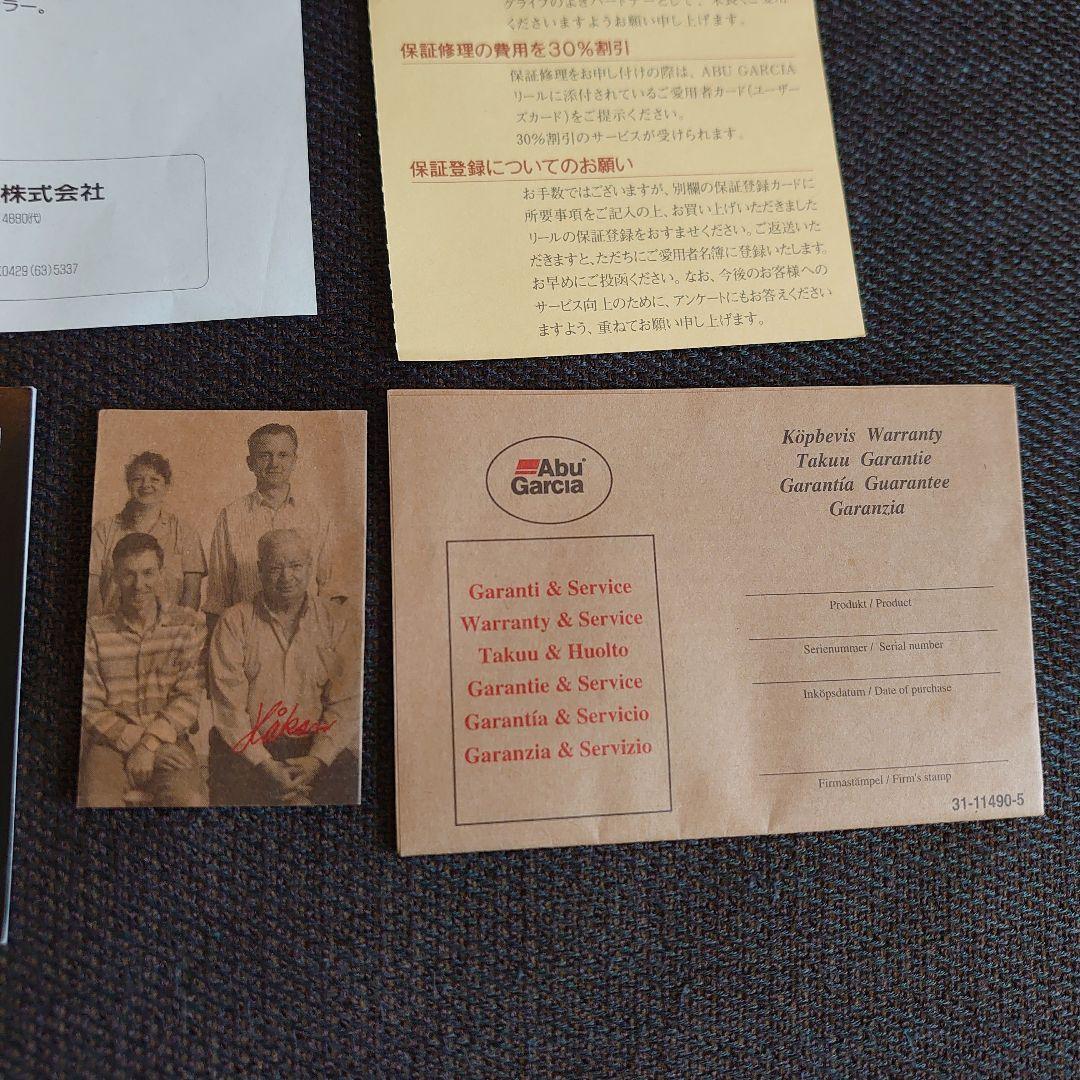 ラー。
株式会社
4890㈹
0429(63)5337
くださいますようお願い申し上げます。
保証修理の費用を30%割引
保証修理をお申し付けの際は、ABU GARCIA
リールに添付されているご愛用者カード(ユーザー
ズカード)をご提示ください。
30%割引のサービスが受けられます。
保証登録についてのお願い
お手数ではございますが、別欄の保証登録カードに
所要事項をご記入の上、お買い上げいただきました
リールの保証登録をおすませください。ご返送いた
だきますと、ただちにご愛用者名簿に登録いたします。
お早めにご投函ください。なお、今後のお客様への
サービス向上のために、アンケートにもお答えください
ますよう、重ねてお願い申し上げます。
Abu
Garcia
Garanti & Service
Warranty & Service
Takuu & Huolto
Garantie & Service
Garantía & Servicio
Garanzia & Servizio
Köpbevis Warranty
Takuu Garantie
Garantía Guarantee
Garanzia
Produkt / Product
Serienummer / Serial number
Inköpsdatum / Date of purchase
Firmastämpel / Firm's stamp
31-11490-5